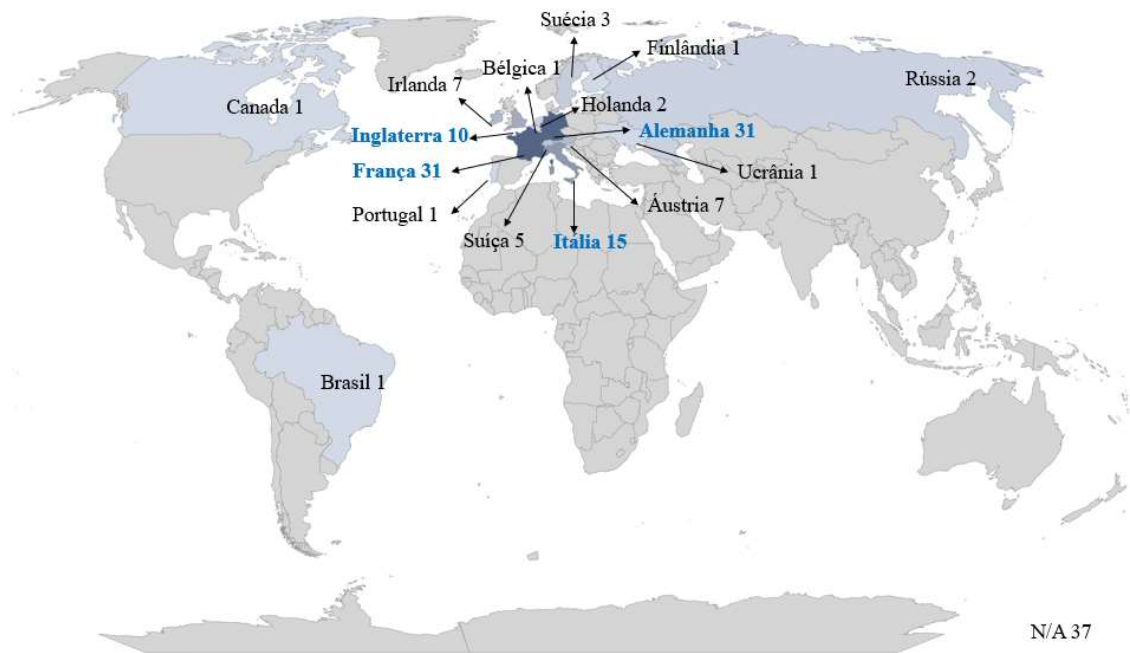 Suécia 3
Finlândia 1
Bélgica 1
Rússia 2
Irlanda 7
Canada 1
Holanda 2
Inglaterra 10
Alemanha 31
França 31
Ucrânia 1
Portugal 1
Áustria 7
Suíça 5
Itália 15
Brasil 1
N/A 37